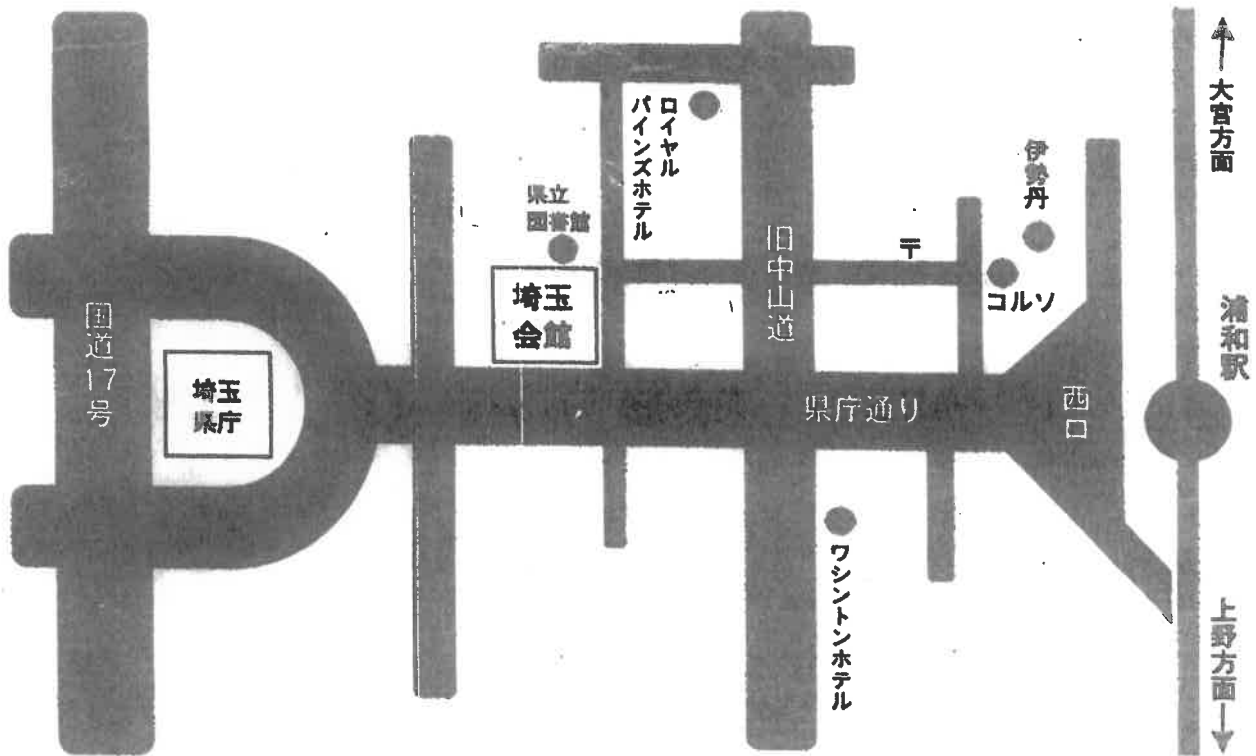 ↑大宮方面
ロイヤル
パインズホテル
伊勢丹
県立
図書館
旧中山道
〒
コルソ
埼玉
会館
国道17号
浦和駅
埼玉
県庁
県庁通り
西口
ワシントンホテル
上野方面↓